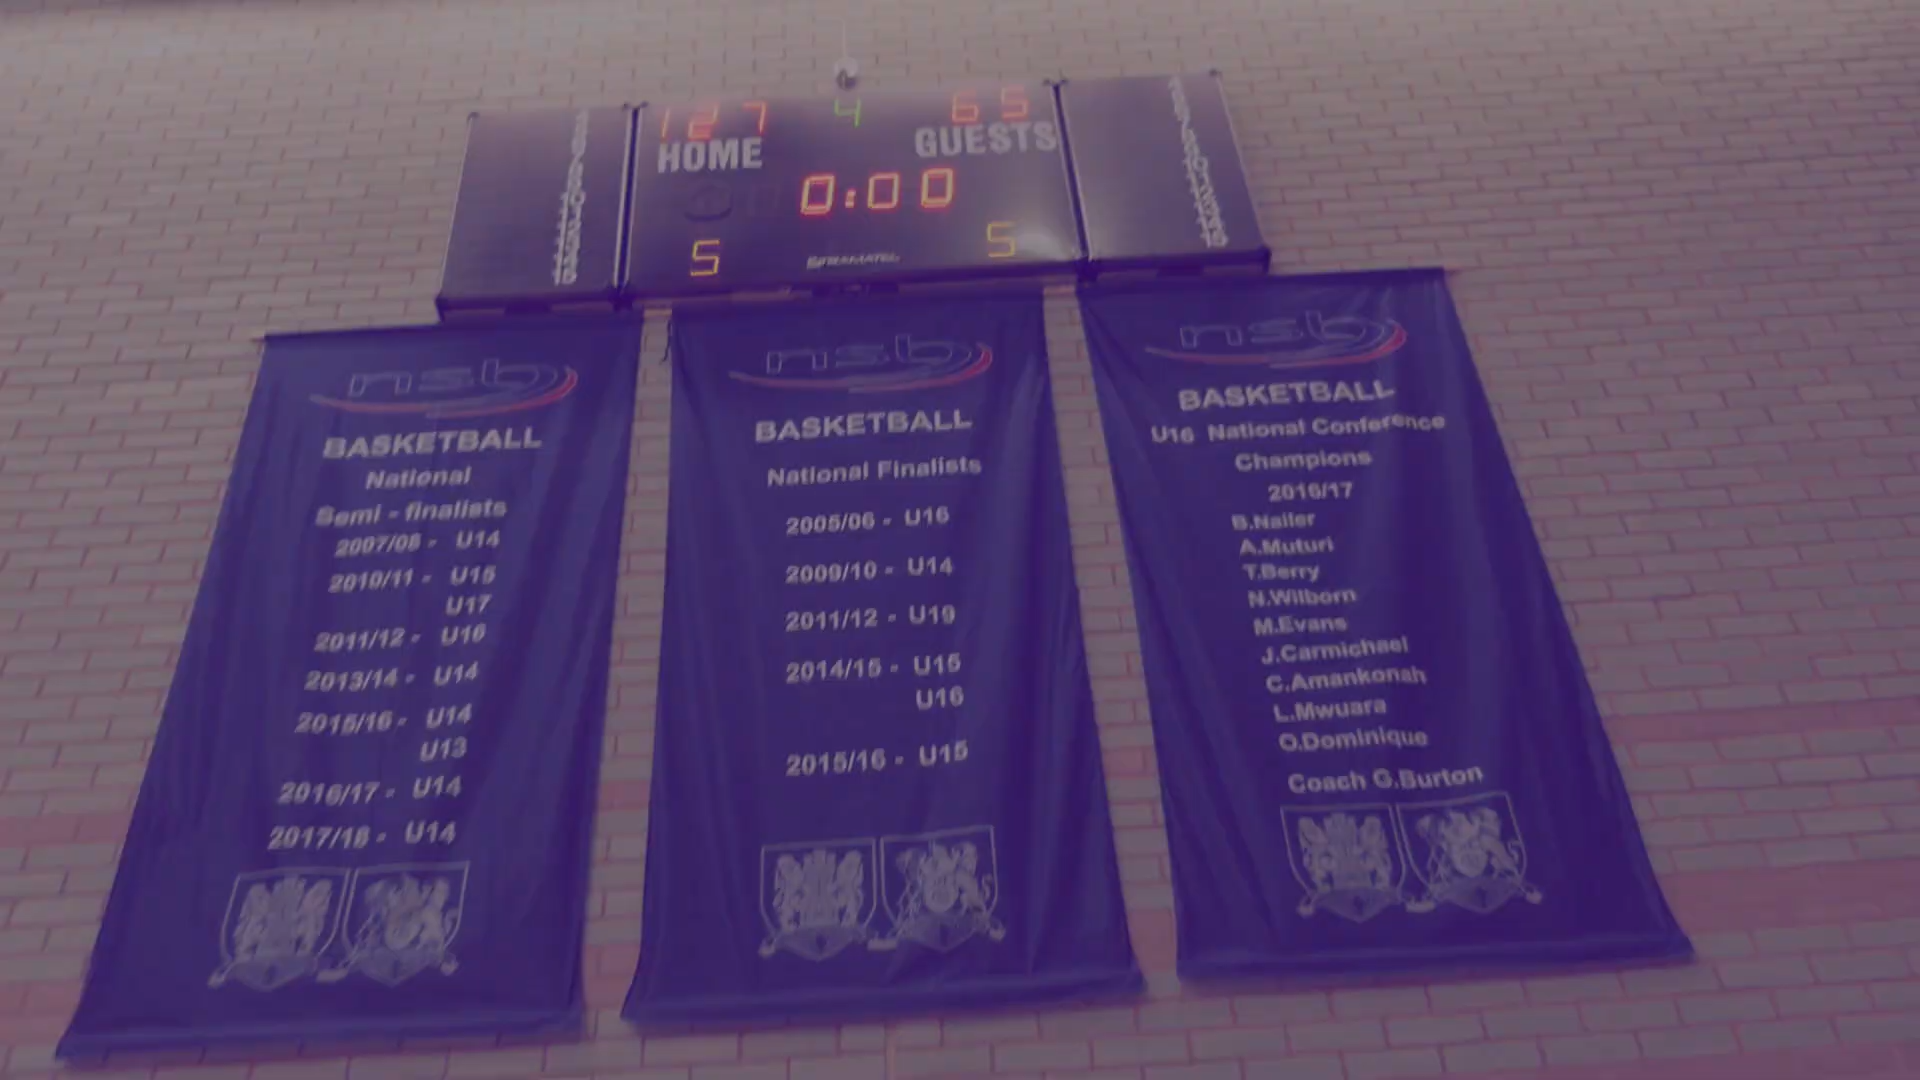 127 4 65
HOME GUESTS
0:00
5 5
STRAMATEL
nsb
BASKETBALL
National
Semi - finalists
2007/08 - U14
2010/11 - U15
U17
2011/12 - U16
2013/14 - U14
2015/16 - U14
U13
2016/17 - U14
2017/18 - U14
nsb
BASKETBALL
National Finalists
2005/06 - U16
2009/10 - U14
2011/12 - U19
2014/15 - U15
U16
2015/16 - U15
nsb
BASKETBALL
U16 National Conference
Champions
2016/17
B.Nailer
A.Muturi
T.Berry
N.Wilborn
M.Evans
J.Carmichael
C.Amankonah
L.Mwuara
O.Dominique
Coach G.Burton